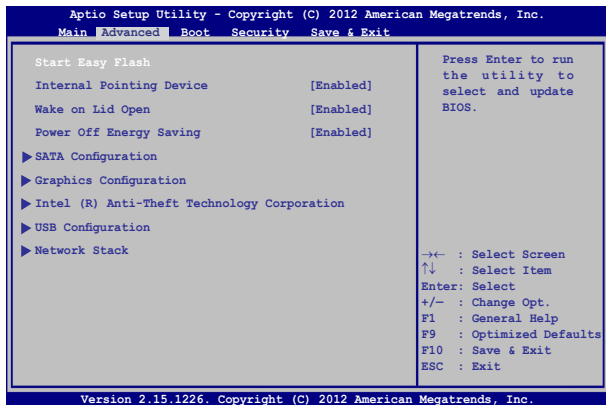 Aptio Setup Utility - Copyright (C) 2012 American Megatrends, Inc.
Main Advanced Boot Security Save & Exit
Start Easy Flash
Internal Pointing Device [Enabled]
Wake on Lid Open [Enabled]
Power Off Energy Saving [Enabled]
SATA Configuration
Graphics Configuration
Intel (R) Anti-Theft Technology Corporation
USB Configuration
Network Stack
Press Enter to run
the utility to
select and update
BIOS.
→← : Select Screen
↑↓ : Select Item
Enter: Select
+/— : Change Opt.
F1 : General Help
F9 : Optimized Defaults
F10 : Save & Exit
ESC : Exit
Version 2.15.1226. Copyright (C) 2012 American Megatrends, Inc.